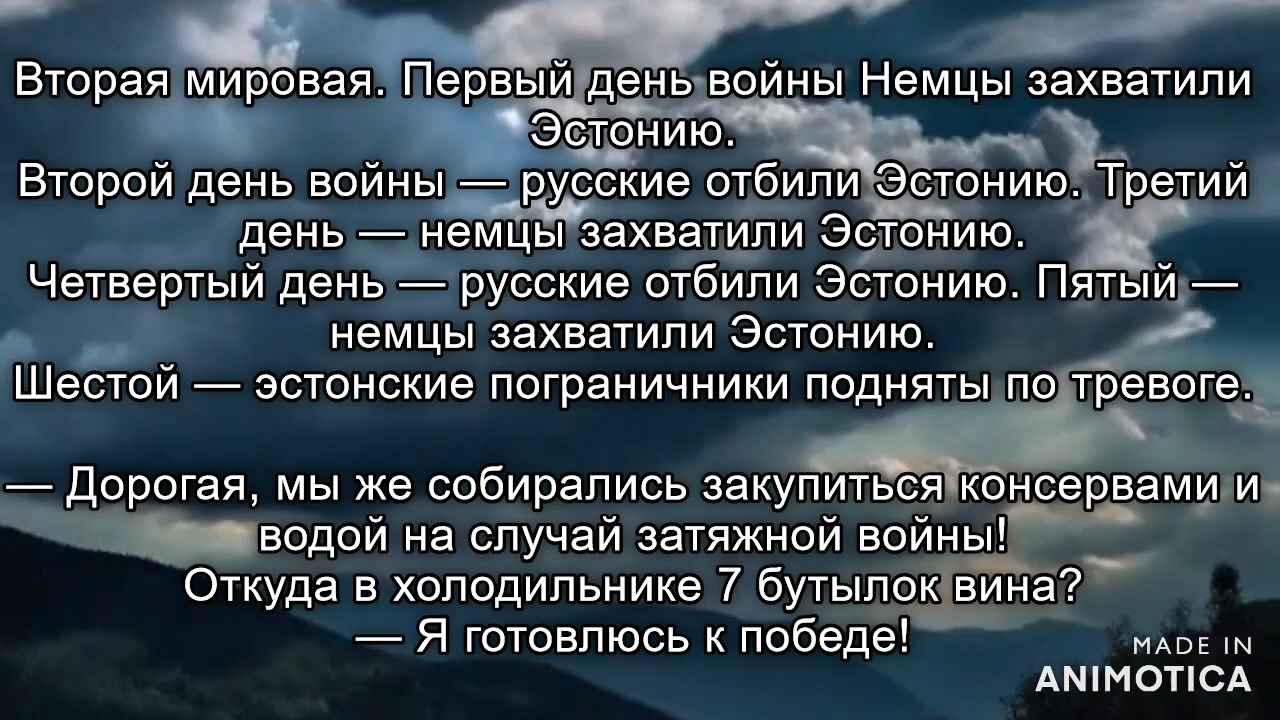 Вторая мировая. Первый день войны Немцы захватили
Эстонию.
Второй день войны — русские отбили Эстонию. Третий
день — немцы захватили Эстонию.
Четвертый день — русские отбили Эстонию. Пятый —
немцы захватили Эстонию.
Шестой — эстонские пограничники подняты по тревоге.
— Дорогая, мы же собирались закупиться консервами и
водой на случай затяжной войны!
Откуда в холодильнике 7 бутылок вина?
— Я готовлюсь к победе!
MADE IN
ANIMOTICA